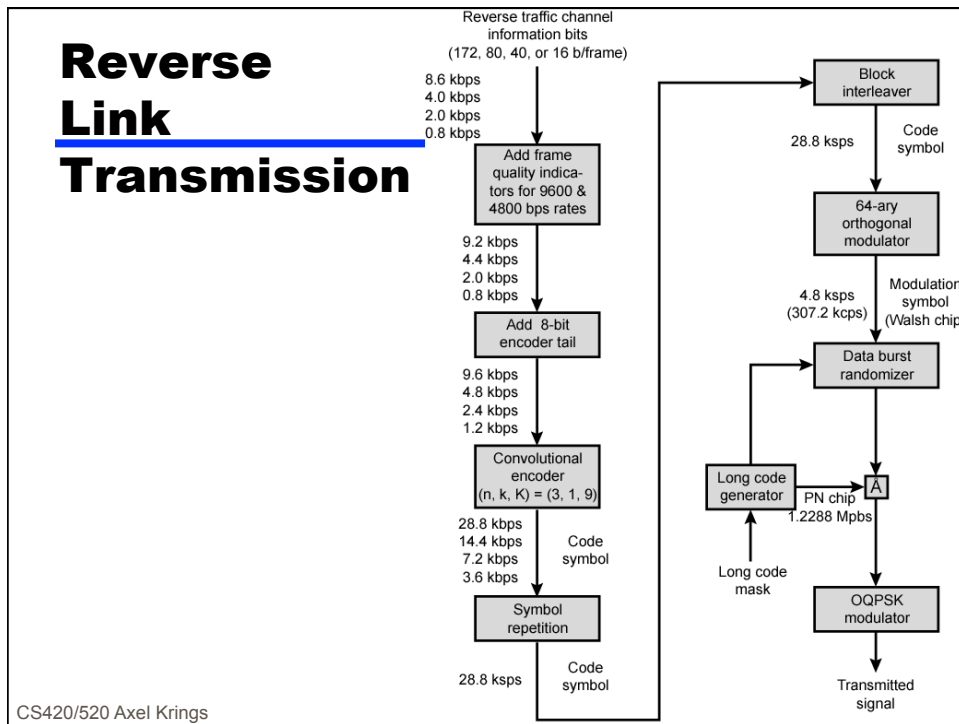 Reverse
Link
Transmission
Reverse traffic channel
information bits
(172, 80, 40, or 16 b/frame)
8.6 kbps
4.0 kbps
2.0 kbps
0.8 kbps
Add frame
quality indica-
tors for 9600 &
4800 bps rates
9.2 kbps
4.4 kbps
2.0 kbps
0.8 kbps
Add 8-bit
encoder tail
9.6 kbps
4.8 kbps
2.4 kbps
1.2 kbps
Convolutional
encoder
(n, k, K) = (3, 1, 9)
28.8 kbps
14.4 kbps
7.2 kbps
3.6 kbps
Code
symbol
Symbol
repetition
28.8 ksps
Code
symbol
Block
interleaver
28.8 ksps
Code
symbol
64-ary
orthogonal
modulator
4.8 ksps
(307.2 kcps)
Modulation
symbol
(Walsh chip
Data burst
randomizer
Long code
generator
PN chip
1.2288 Mpbs
Å
Long code
mask
OQPSK
modulator
Transmitted
signal
CS420/520 Axel Krings